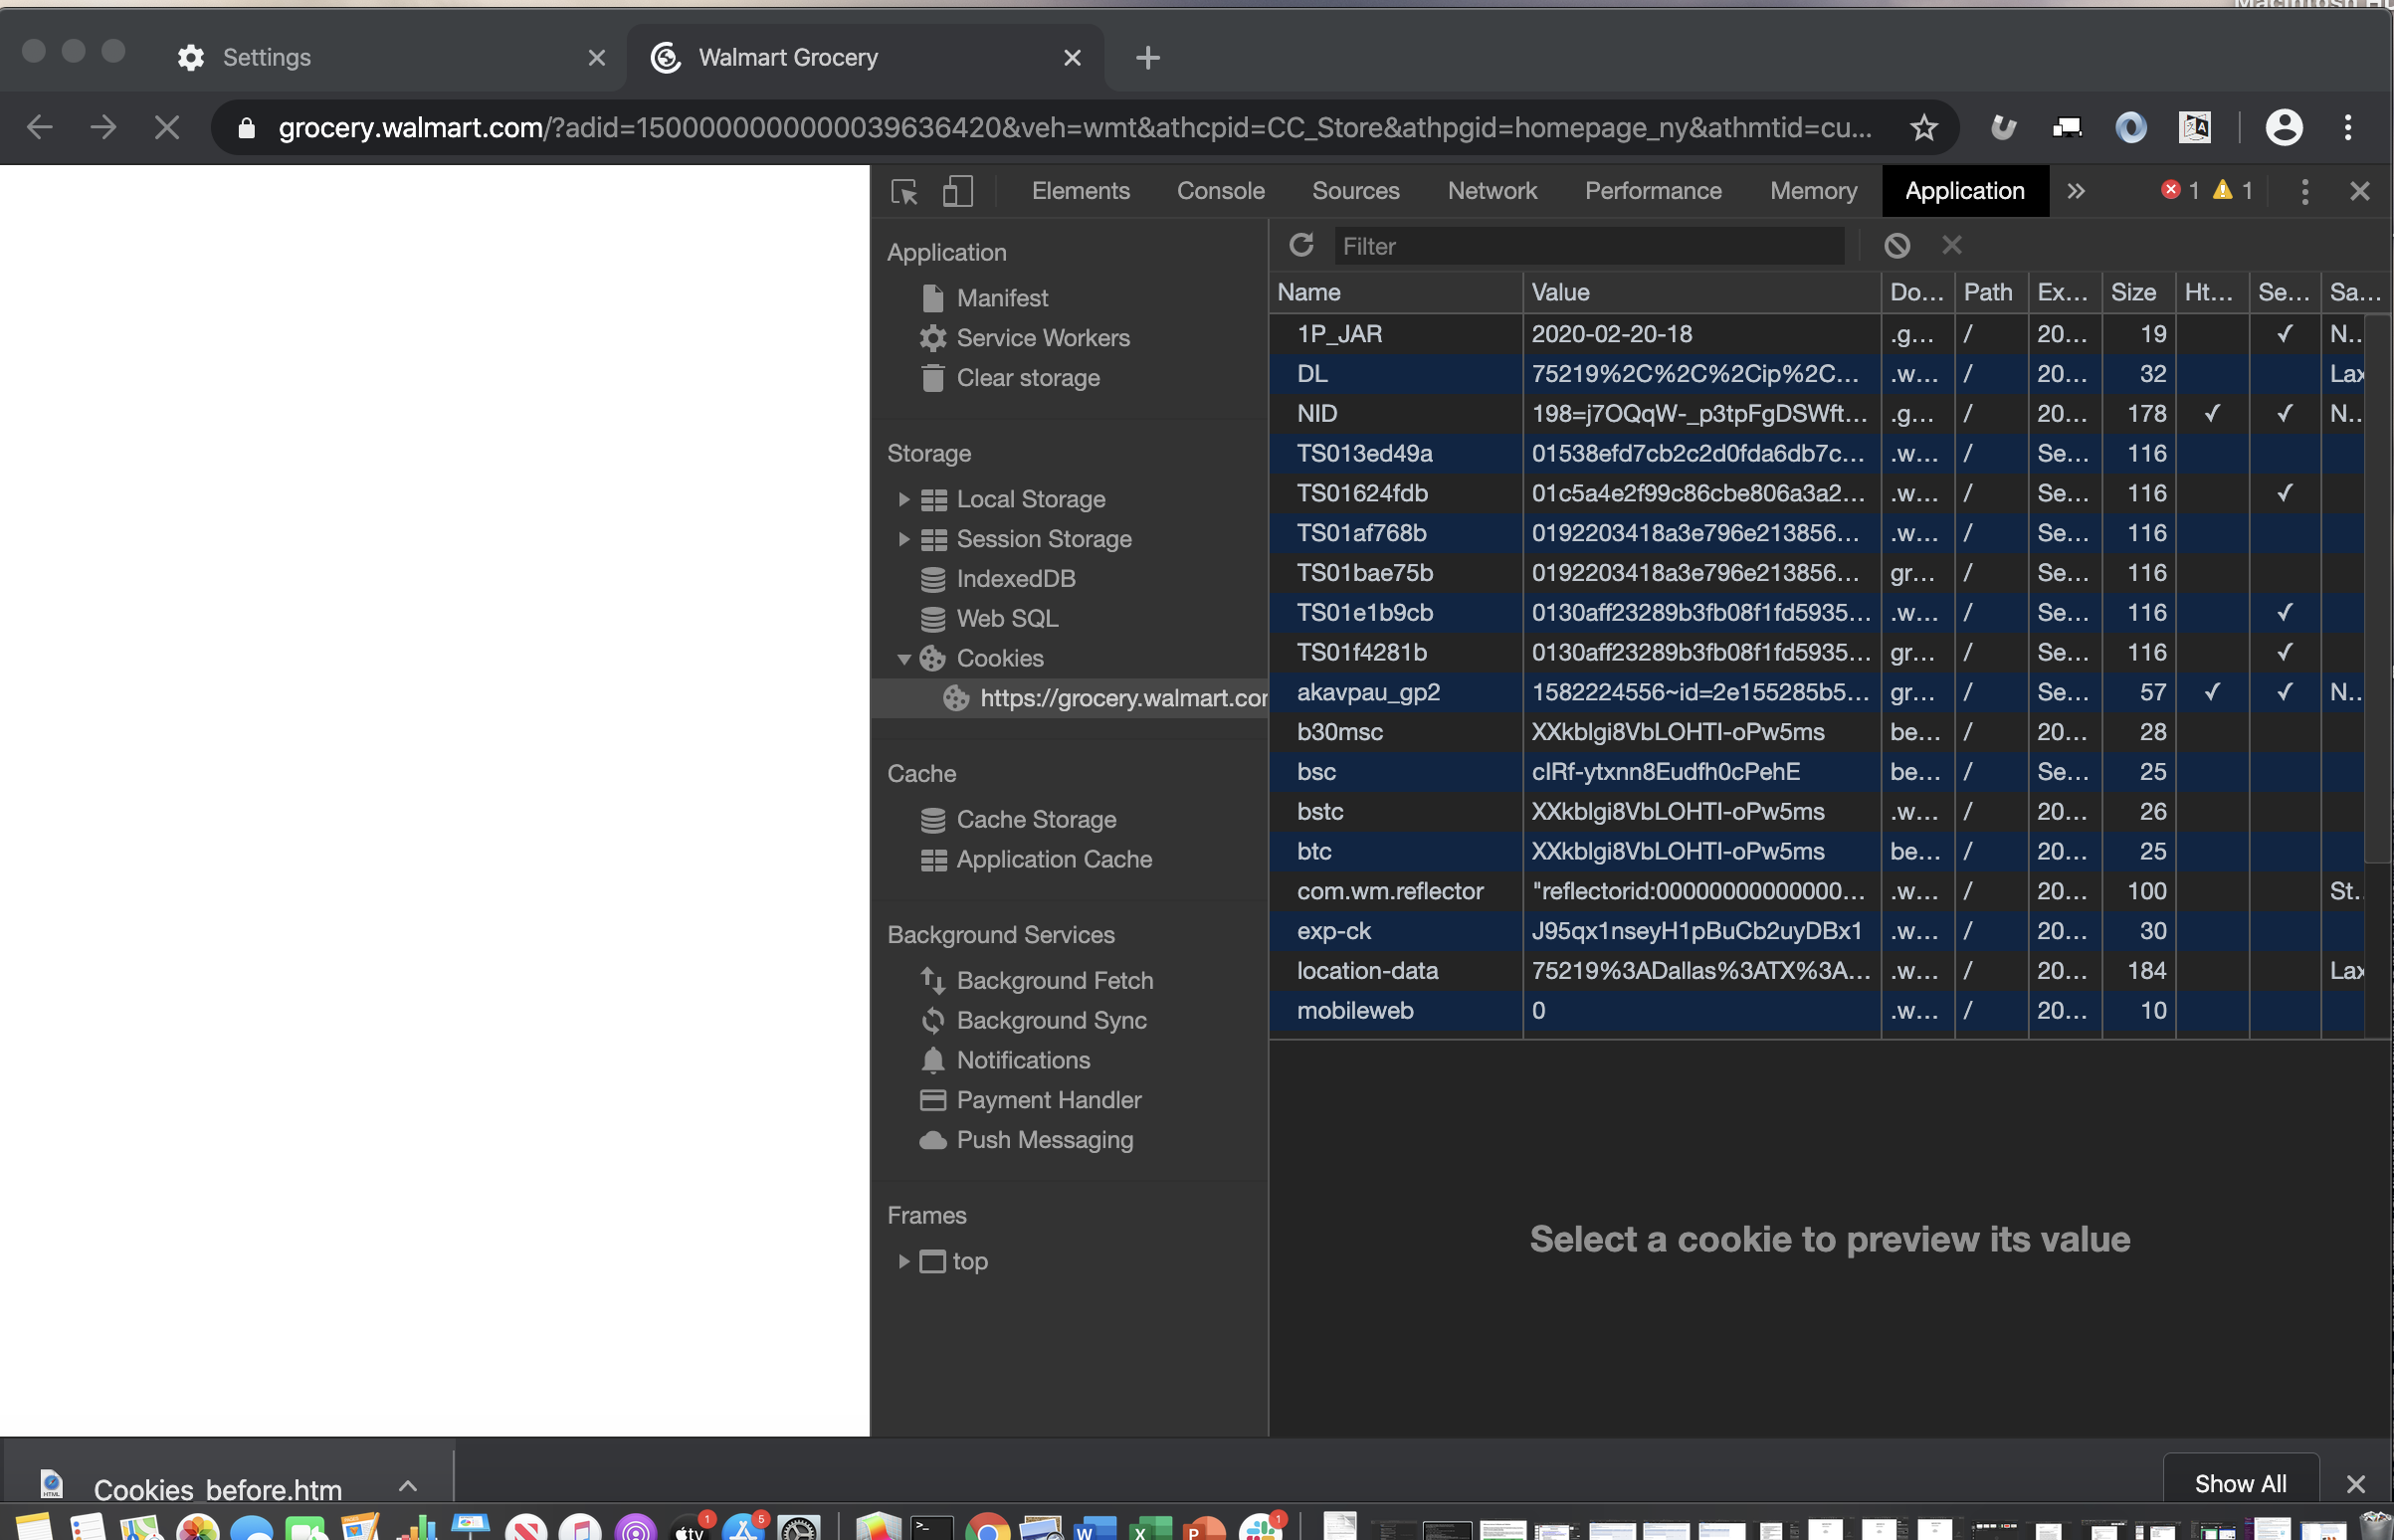 Settings
Walmart Grocery
grocery.walmart.com/?adid=1500000000000039636420&veh=wmt&athcpid=CC_Store&athpgid=homepage_ny&athmtid=cu...
Elements Console Sources Network Performance Memory Application » 1 1
Application
Manifest
Service Workers
Clear storage
Storage
Local Storage
Session Storage
IndexedDB
Web SQL
Cookies
https://grocery.walmart.com
Cache
Cache Storage
Application Cache
Background Services
Background Fetch
Background Sync
Notifications
Payment Handler
Push Messaging
Frames
top
Filter
Name Value Do... Path Ex... Size Ht... Se... Sa...
1P_JAR 2020-02-20-18 .g... / 20... 19 ✓ N...
DL 75219%2C%2C%2Cip%2C... .w... / 20... 32 Lax
NID 198=j7OQqW-_p3tpFgDSWft... .g... / 20... 178 ✓ ✓ N...
TS013ed49a 01538efd7cb2c2d0fda6db7c... .w... / Se... 116
TS01624fdb 01c5a4e2f99c86cbe806a3a2... .w... / Se... 116 ✓
TS01af768b 0192203418a3e796e213856... .w... / Se... 116
TS01bae75b 0192203418a3e796e213856... gr... / Se... 116
TS01e1b9cb 0130aff23289b3fb08f1fd5935... .w... / Se... 116 ✓
TS01f4281b 0130aff23289b3fb08f1fd5935... gr... / Se... 116 ✓
akavpau_gp2 1582224556~id=2e155285b5... gr... / Se... 57 ✓ ✓ N...
b30msc XXkblgi8VbLOHTI-oPw5ms be... / 20... 28
bsc cIRf-ytxnn8Eudfh0cPehE be... / Se... 25
bstc XXkblgi8VbLOHTI-oPw5ms .w... / 20... 26
btc XXkblgi8VbLOHTI-oPw5ms be... / 20... 25
com.wm.reflector "reflectorid:00000000000000... .w... / 20... 100 St...
exp-ck J95qx1nseyH1pBuCb2uyDBx1 .w... / 20... 30
location-data 75219%3ADallas%3ATX%3A... .w... / 20... 184 Lax
mobileweb 0 .w... / 20... 10
Select a cookie to preview its value
Cookies_before.htm
Show All